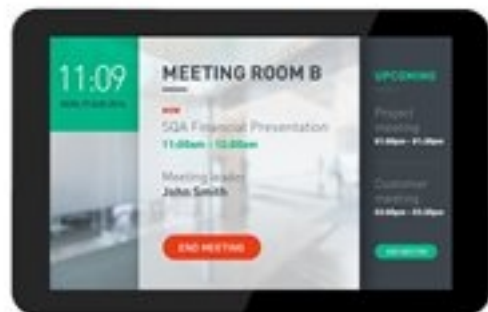 11:09
MEETING ROOM B
NOW
SQA Financial Presentation
11:00am - 12:00am
Meeting leader
John Smith
END MEETING
UPCOMING
Project
meeting
Customer
meeting